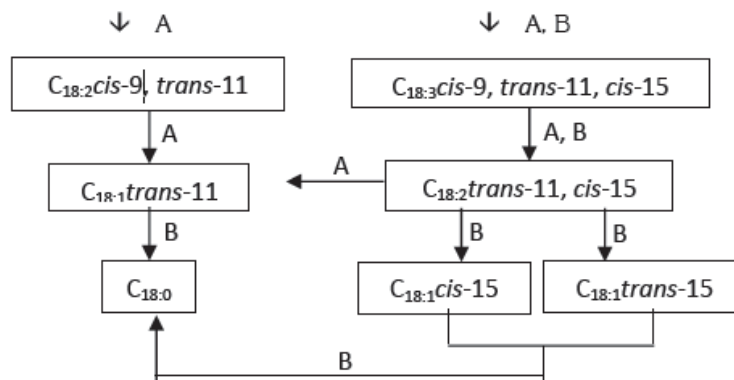 A
A, B
C18:2cis-9, trans-11
C18:3cis-9, trans-11, cis-15
A
A, B
C18:1trans-11
A
C18:2trans-11, cis-15
B
B
B
C18:0
C18:1cis-15
C18:1trans-15
B